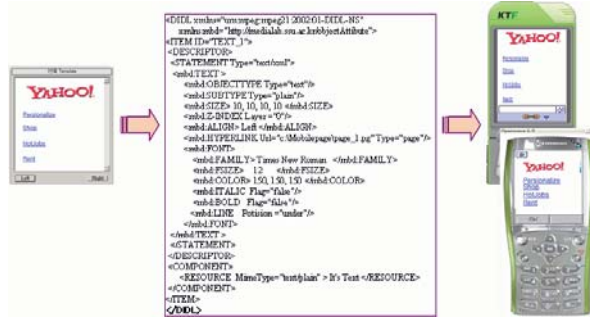 YAHOO!
Personalize
Shop
HotJobs
Rent
Left
Right
<DIDL xmlns="urn:mpeg:mpeg21:2002:01-DIDL-NS"
xmlns:mbd="http://medialab.ssu.ac.kr/objectAttibute">
<ITEM ID="TEXT_1">
<DESCRIPTOR>
<STATEMENT Type="text/xml">
<mbd:TEXT >
<mbd:OBJECTTYPE Type="text"/>
<mbd:SUBTYPE Type="plain"/>
<mbd:SIZE> 10, 10, 10, 10 </mbd:SIZE>
<mbd:Z-INDEX Layer ="0"/>
<mbd:ALIGN> Left </mbd:ALIGN>
<mbd:HYPERLINK Url="c:\Mobilepage\page_1.pg" Type="page"/>
<mbd:FONT>
<mbd:FAMILY> Times New Roman </mbd:FAMILY>
<mbd:FSIZE> 12 </mbd:FSIZE>
<mbd:COLOR> 150, 150, 150 </mbd:COLOR>
<mbd:ITALIC Flag="false"/>
<mbd:BOLD Flag="false"/>
<mbd:LINE Potision ="under"/>
</mbd:FONT>
</mbd:TEXT >
</STATEMENT>
</DESCRIPTOR>
<COMPONENT>
<RESOURCE MimeType="text/plain" > It's Text </RESOURCE>
</COMPONENT>
</ITEM>
</DIDL>
KTF
YAHOO!
Personalize
Shop
HotJobs
Rent
YAHOO!
Personalize
Shop
HotJobs
Rent